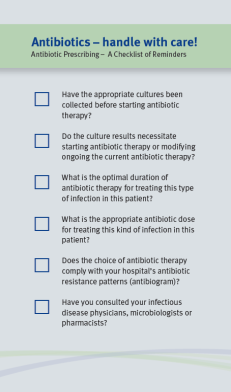 Antibiotics – handle with care!
Antibiotic Prescribing – A Checklist of Reminders
Have the appropriate cultures been
collected before starting antibiotic
therapy?
Do the culture results necessitate
starting antibiotic therapy or modifying
ongoing the current antibiotic therapy?
What is the optimal duration of
antibiotic therapy for treating this type
of infection in this patient?
What is the appropriate antibiotic dose
for treating this kind of infection in this
patient?
Does the choice of antibiotic therapy
comply with your hospital's antibiotic
resistance patterns (antibiogram)?
Have you consulted your infectious
disease physicians, microbiologists or
pharmacists?